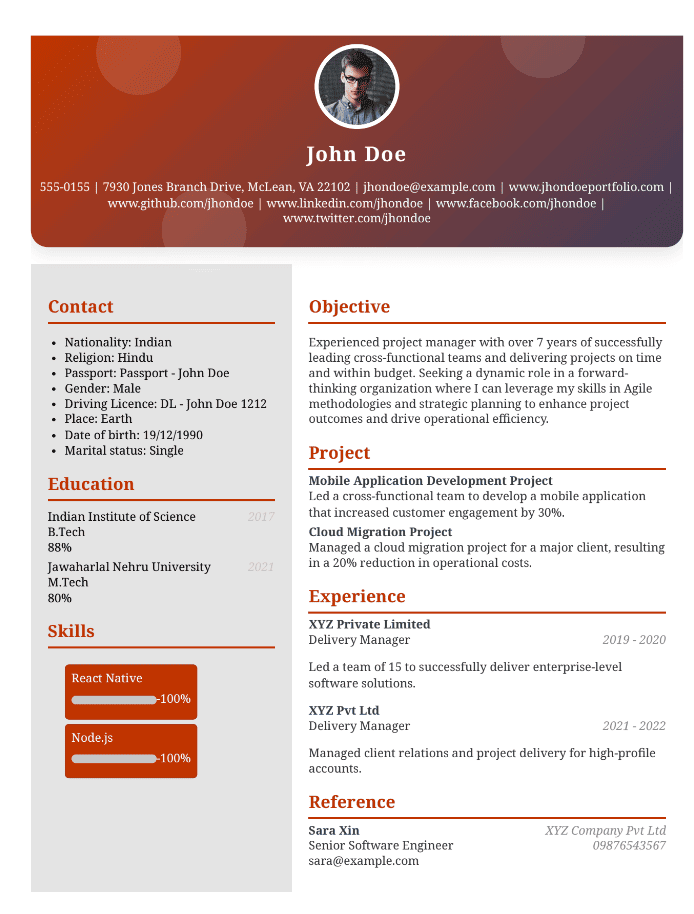 John Doe
555-0155 | 7930 Jones Branch Drive, McLean, VA 22102 | jhondoe@example.com | www.jhondoeportfolio.com |
www.github.com/jhondoe | www.linkedin.com/jhondoe | www.facebook.com/jhondoe |
www.twitter.com/jhondoe
Contact
• Nationality: Indian
• Religion: Hindu
• Passport: Passport - John Doe
• Gender: Male
• Driving Licence: DL - John Doe 1212
• Place: Earth
• Date of birth: 19/12/1990
• Marital status: Single
Education
Indian Institute of Science 2017
B.Tech
88%
Jawaharlal Nehru University 2021
M.Tech
80%
Skills
React Native
100%
Node.js
100%
Objective
Experienced project manager with over 7 years of successfully
leading cross-functional teams and delivering projects on time
and within budget. Seeking a dynamic role in a forward-
thinking organization where I can leverage my skills in Agile
methodologies and strategic planning to enhance project
outcomes and drive operational efficiency.
Project
Mobile Application Development Project
Led a cross-functional team to develop a mobile application
that increased customer engagement by 30%.
Cloud Migration Project
Managed a cloud migration project for a major client, resulting
in a 20% reduction in operational costs.
Experience
XYZ Private Limited
Delivery Manager 2019 - 2020
Led a team of 15 to successfully deliver enterprise-level
software solutions.
XYZ Pvt Ltd
Delivery Manager 2021 - 2022
Managed client relations and project delivery for high-profile
accounts.
Reference
Sara Xin XYZ Company Pvt Ltd
Senior Software Engineer 09876543567
sara@example.com